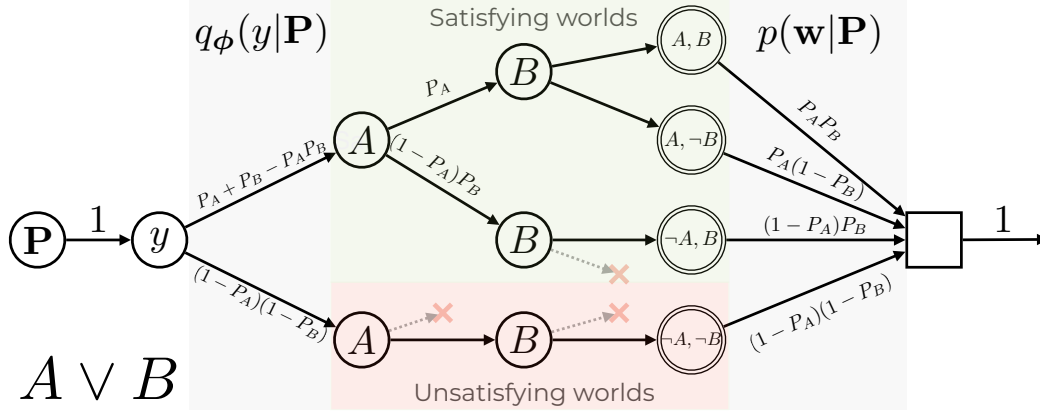 Satisfying worlds
q_ϕ(y|𝐏)
p(𝐰|𝐏)
A, B
B
P_A
A
(1−P_A)P_B
A, ¬B
P_A P_B
P_A(1−P_B)
P_A + P_B − P_A P_B
𝐏
1
y
B
¬A, B
(1−P_A)P_B
1
(1−P_A)(1−P_B)
A
B
¬A, ¬B
(1−P_A)(1−P_B)
A ∨ B
Unsatisfying worlds